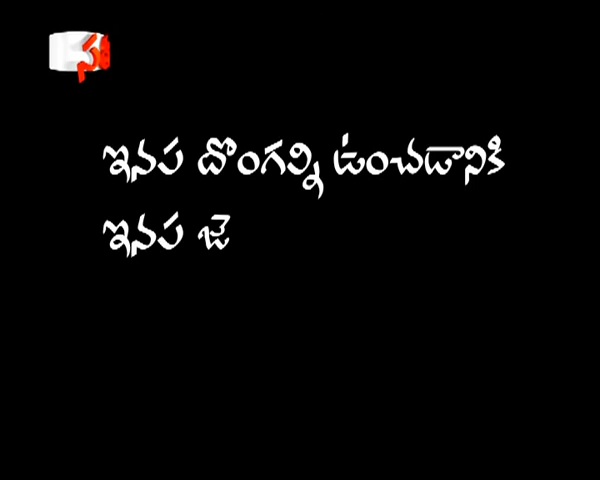 ఇనప దొంగన్ని ఉంచడానికి
ఇనప జై